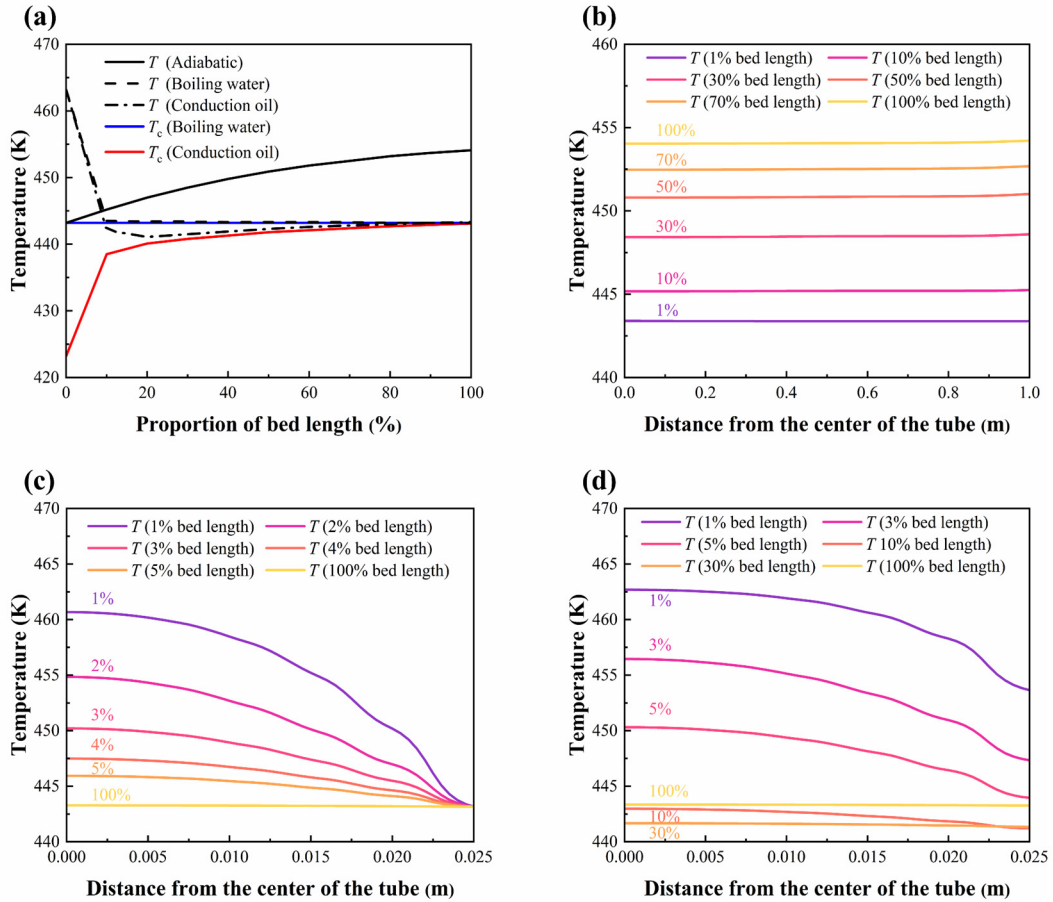 (a)
470
460
450
440
430
420
0
20
40
60
80
100
Temperature (K)
Proportion of bed length (%)
T (Adiabatic)
T (Boiling water)
T (Conduction oil)
Tc (Boiling water)
Tc (Conduction oil)
(b)
460
455
450
445
440
0.0
0.2
0.4
0.6
0.8
1.0
Temperature (K)
Distance from the center of the tube (m)
T (1% bed length) T (10% bed length)
T (30% bed length) T (50% bed length)
T (70% bed length) T (100% bed length)
100%
70%
50%
30%
10%
1%
(c)
470
465
460
455
450
445
440
0.000
0.005
0.010
0.015
0.020
0.025
Temperature (K)
Distance from the center of the tube (m)
T (1% bed length) T (2% bed length)
T (3% bed length) T (4% bed length)
T (5% bed length) T (100% bed length)
1%
2%
3%
4%
5%
100%
(d)
470
465
460
455
450
445
440
0.000
0.005
0.010
0.015
0.020
0.025
Temperature (K)
Distance from the center of the tube (m)
T (1% bed length) T (3% bed length)
T (5% bed length) T 10% bed length)
T (30% bed length) T (100% bed length)
1%
3%
5%
100%
10%
30%